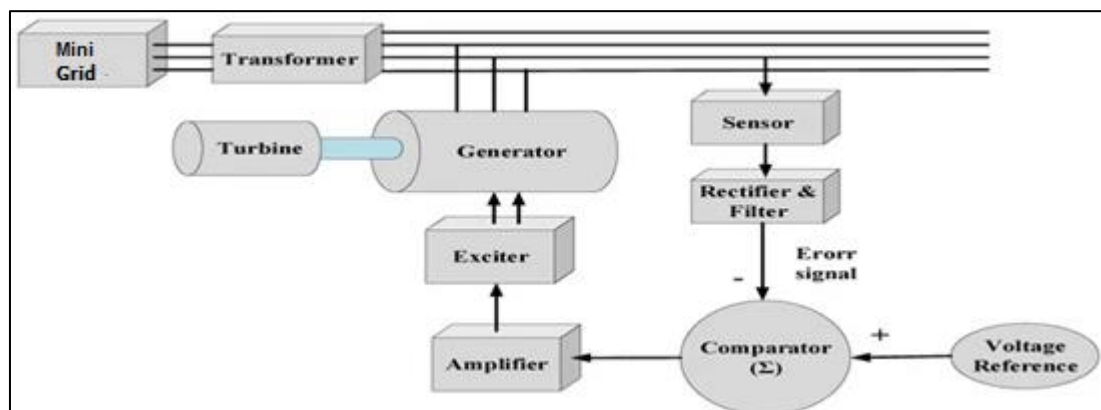 Mini
Grid
Transformer
Turbine
Generator
Sensor
Rectifier &
Filter
Exciter
Erorr
signal
-
+
Amplifier
Comparator
(Σ)
Voltage
Reference